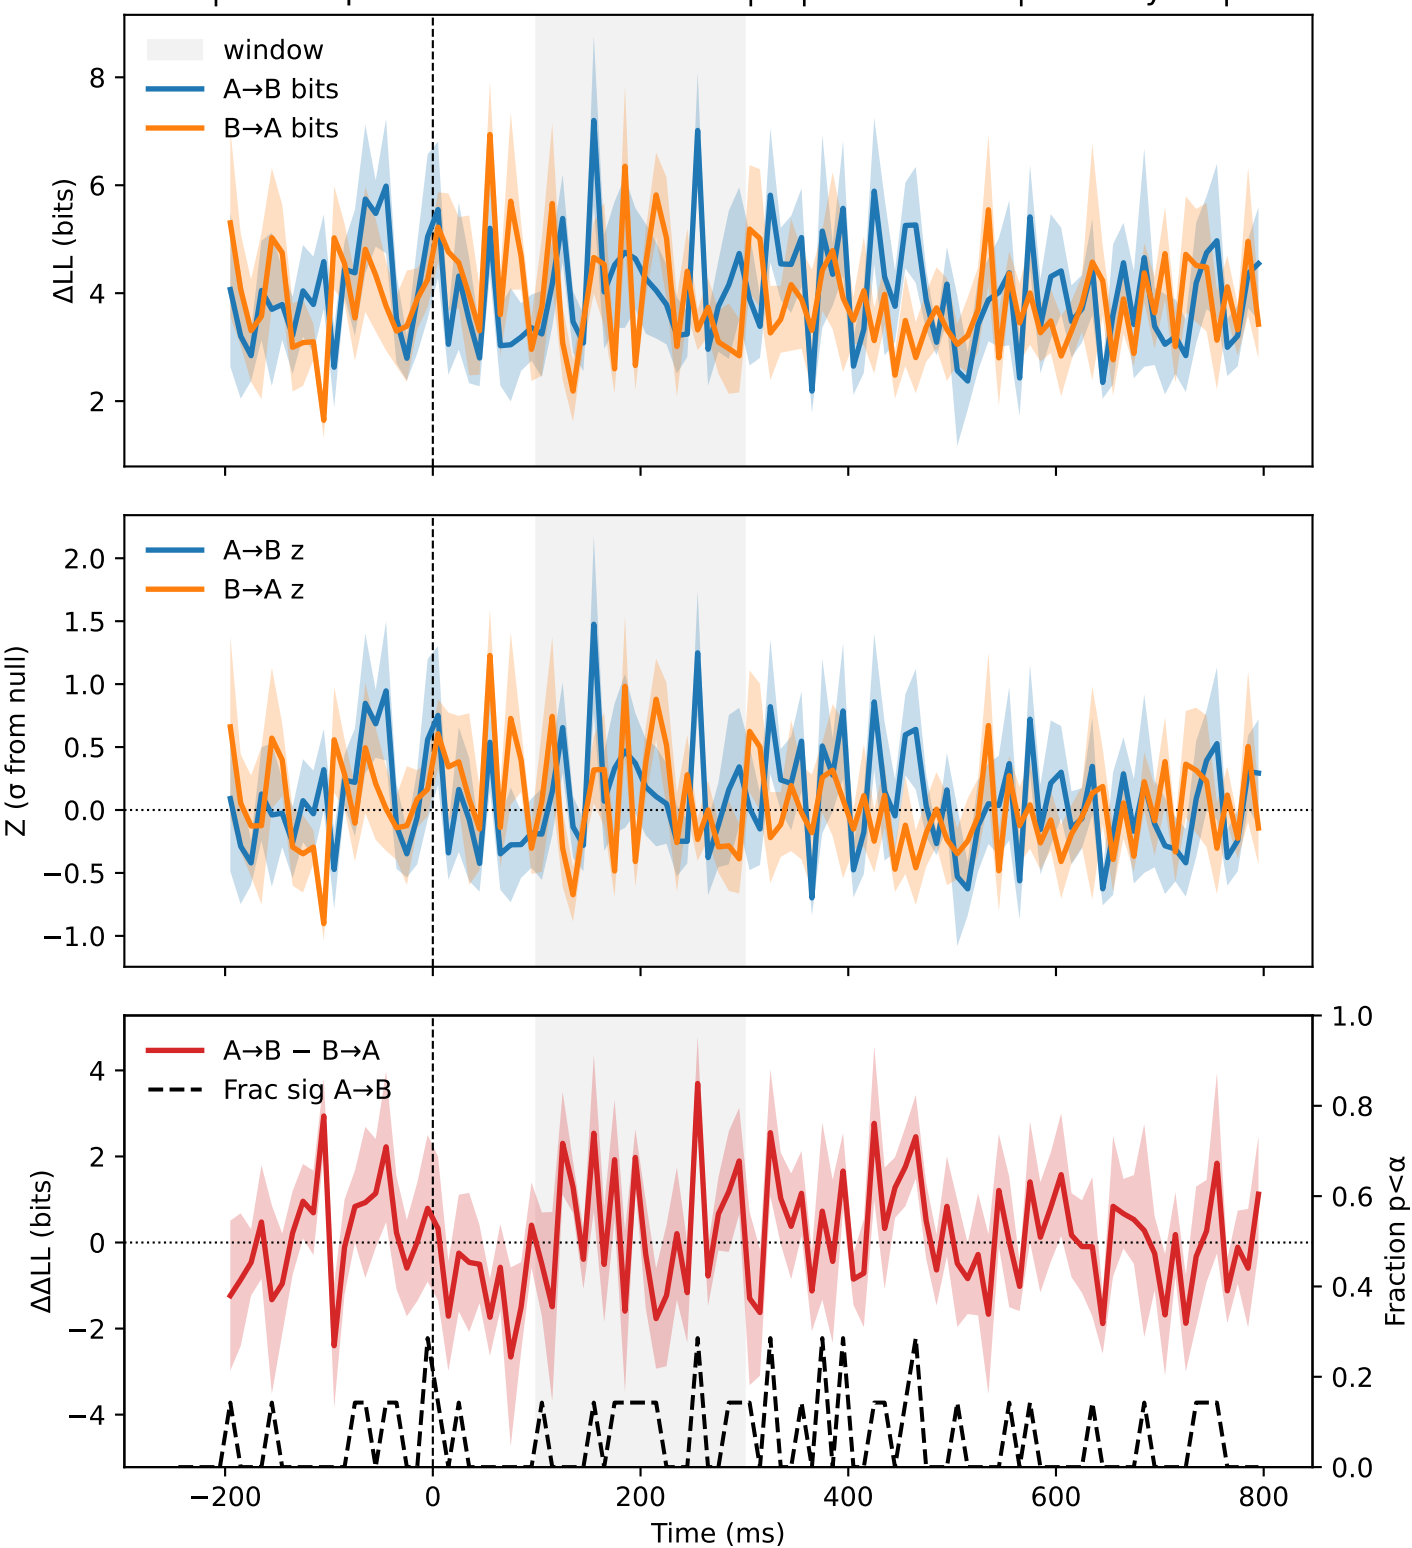 window
A→B bits
B→A bits
8
6
4
2
ΔLL (bits)
A→B z
B→A z
2.0
1.5
1.0
0.5
0.0
−0.5
−1.0
Z (σ from null)
A→B − B→A
Frac sig A→B
4
2
0
−2
−4
ΔΔLL (bits)
1.0
0.8
0.6
0.4
0.2
0.0
Fraction p<α
−200 0 200 400 600 800
Time (ms)